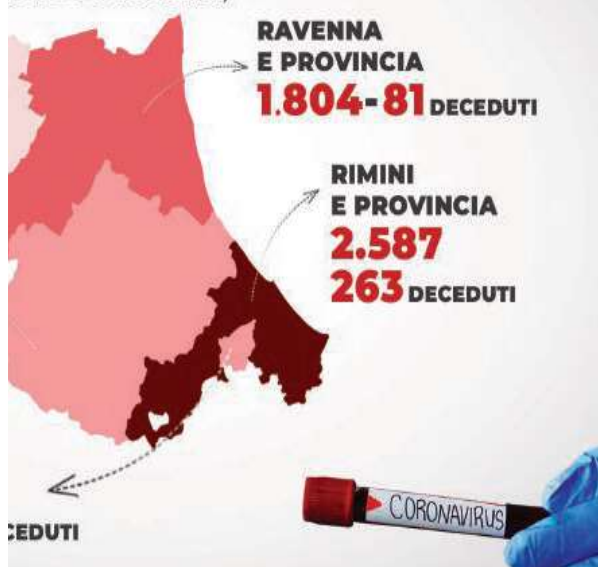 RAVENNA
E PROVINCIA
1.804-81 DECEDUTI
RIMINI
E PROVINCIA
2.587
263 DECEDUTI
CORONAVIRUS
CEDUTI